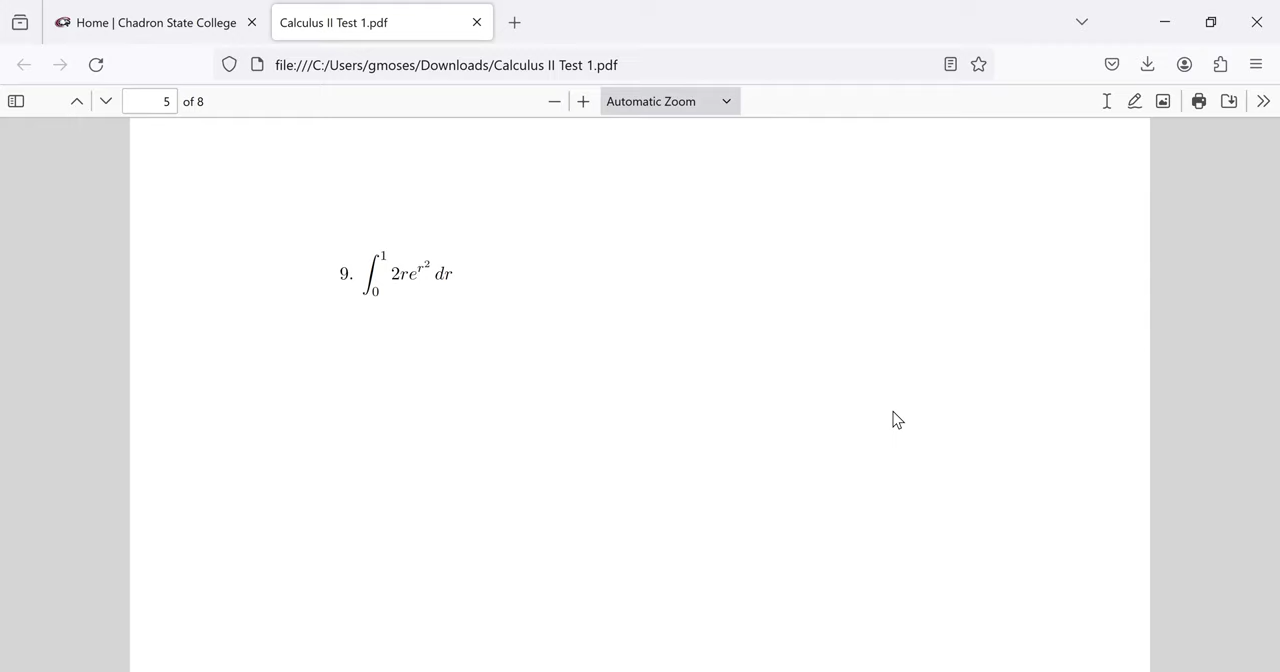 Home | Chadron State College
Calculus II Test 1.pdf
file:///C:/Users/gmoses/Downloads/Calculus II Test 1.pdf
5 of 8
Automatic Zoom
9. ∫₀¹ 2re^{r²} dr